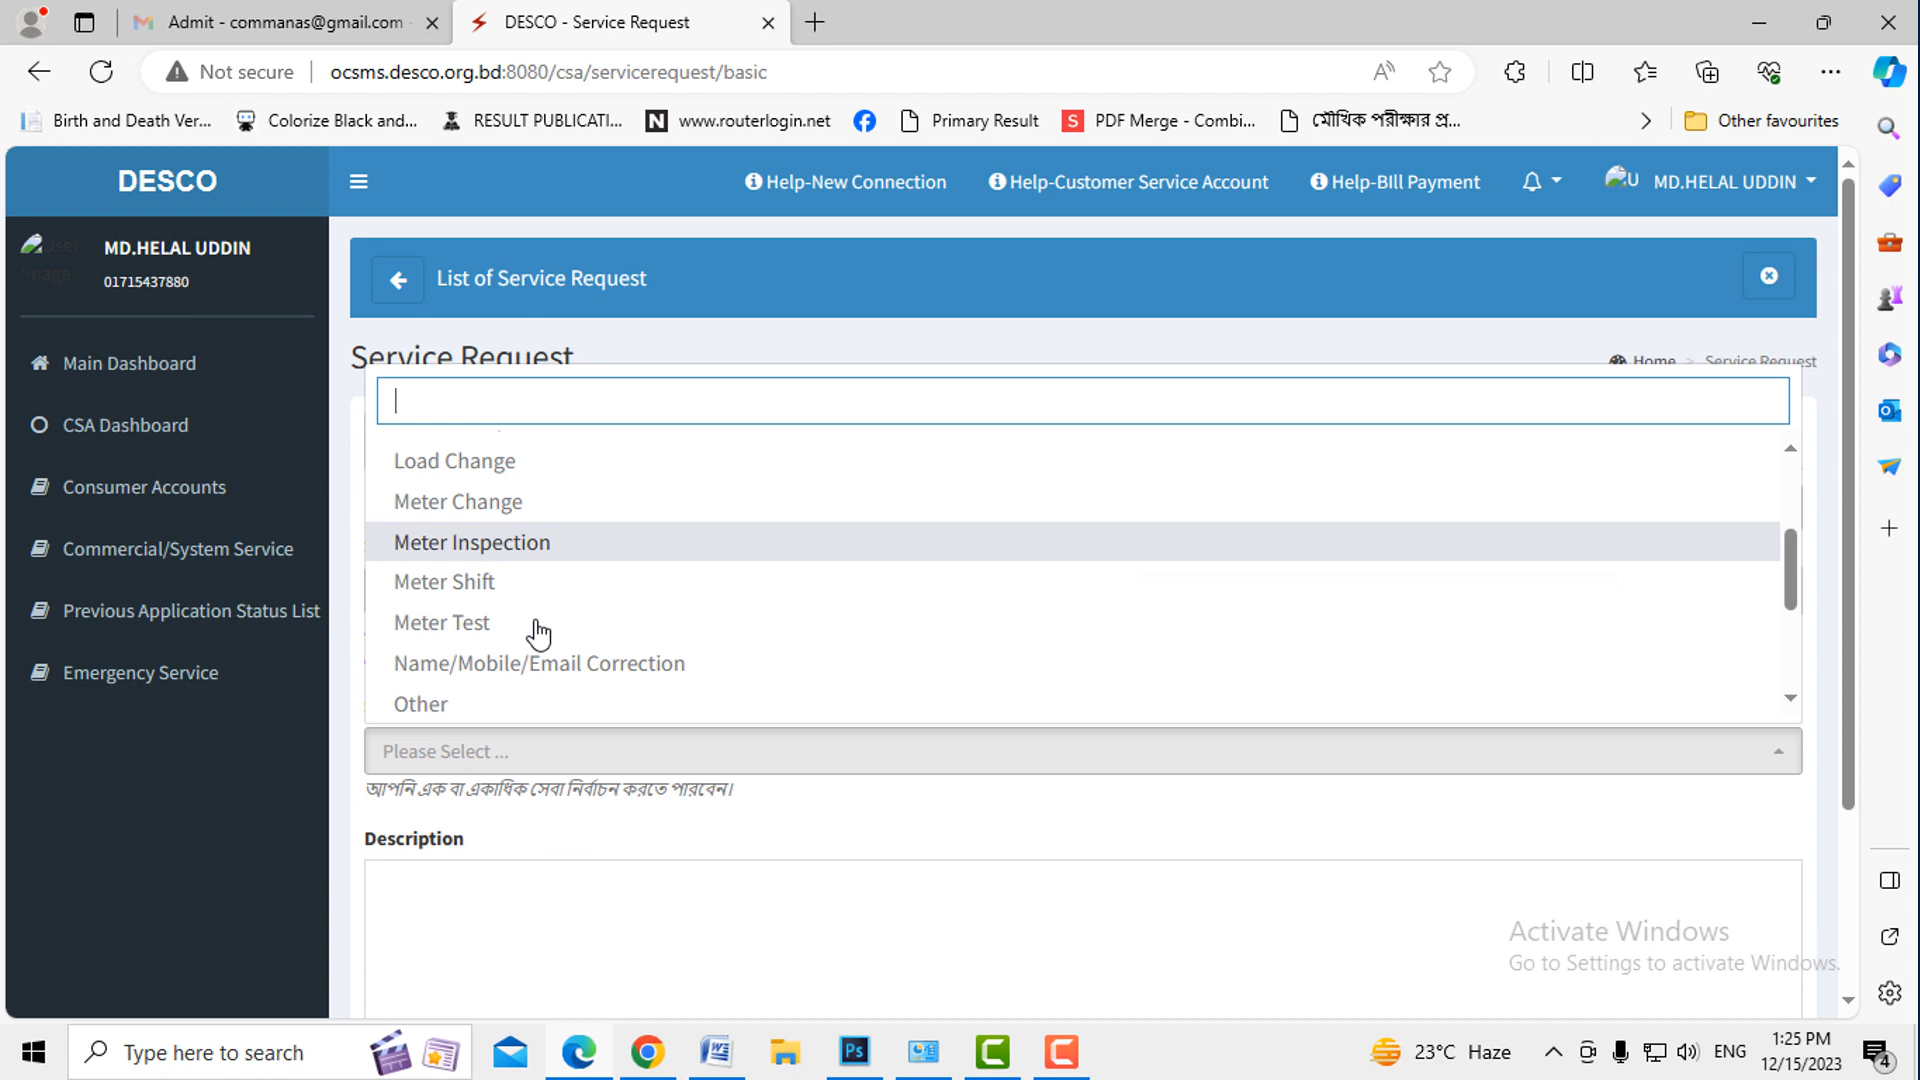 Admit - commanas@gmail.com
DESCO - Service Request
Not secure
ocsms.desco.org.bd:8080/csa/servicerequest/basic
Birth and Death Ver...
Colorize Black and...
RESULT PUBLICATI...
www.routerlogin.net
Primary Result
PDF Merge - Combi...
মৌখিক পরীক্ষার প্র...
Other favourites
DESCO
Help-New Connection
Help-Customer Service Account
Help-BIll Payment
U
MD.HELAL UDDIN
User Image
MD.HELAL UDDIN
01715437880
List of Service Request
Main Dashboard
CSA Dashboard
Consumer Accounts
Commercial/System Service
Previous Application Status List
Emergency Service
Service Request
Home > Service Request
Load Change
Meter Change
Meter Inspection
Meter Shift
Meter Test
Name/Mobile/Email Correction
Other
Please Select ...
আপনি এক বা একাধিক সেবা নির্বাচন করতে পারবেন।
Description
Activate Windows
Go to Settings to activate Windows.
Type here to search
Ps
23°C Haze
ENG
1:25 PM
12/15/2023
4